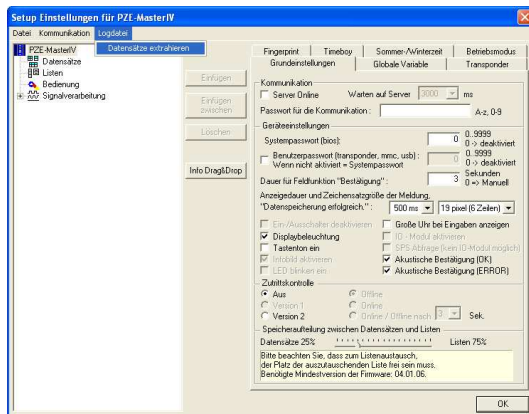 Setup Einstellungen für PZE-MasterIV
Datei Kommunikation Logdatei
Datensätze extrahieren
PZE-MasterIV
Datensätze
Listen
Bedienung
Signalverarbeitung
Einfügen
Einfügen zwischen
Löschen
Info Drag&Drop
Fingerprint Timeboy Sommer-/Winterzeit Betriebsmodus
Grundeinstellungen Globale Variable Transponder
Kommunikation
Server Online Warten auf Server 3000 ms
Passwort für die Kommunikation : A-z, 0-9
Geräteeinstellungen
Systempasswort (bios): 0 0..9999
0 -> deaktiviert
Benutzerpasswort (transponder, mmc, usb) : 0 0..9999
Wenn nicht aktiviert = Systempasswort 0 -> deaktiviert
Dauer für Feldfunktion "Bestätigung" : 3 Sekunden
0 => Manuell
Anzeigedauer und Zeichensatzgröße der Meldung,
"Datenspeicherung erfolgreich." : 500 ms 19 pixel (6 Zeilen)
Ein-/Ausschalter deaktivieren Große Uhr bei Eingaben anzeigen
Displaybeleuchtung IO - Modul aktivieren
Tastenton ein SPS Abfrage (kein IO-Modul möglich)
Infobild aktivieren Akustische Bestätigung (OK)
LED blinken ein Akustische Bestätigung (ERROR)
Zutrittskontrolle
Aus Offline
Version 1 Online
Version 2 Online / Offline nach 3 Sek.
Speicheraufteilung zwischen Datensätzen und Listen
Datensätze 25% Listen 75%
Bitte beachten Sie, dass zum Listenaustausch,
der Platz der auszutauschenden Liste frei sein muss.
Benötigte Mindestversion der Firmware: 04.01.06.
OK